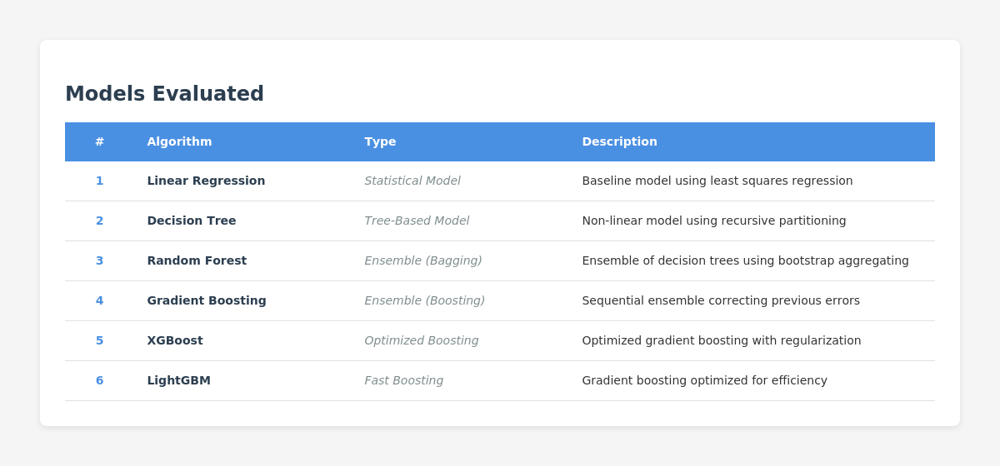 Models Evaluated
# Algorithm Type Description
1 Linear Regression Statistical Model Baseline model using least squares regression
2 Decision Tree Tree-Based Model Non-linear model using recursive partitioning
3 Random Forest Ensemble (Bagging) Ensemble of decision trees using bootstrap aggregating
4 Gradient Boosting Ensemble (Boosting) Sequential ensemble correcting previous errors
5 XGBoost Optimized Boosting Optimized gradient boosting with regularization
6 LightGBM Fast Boosting Gradient boosting optimized for efficiency